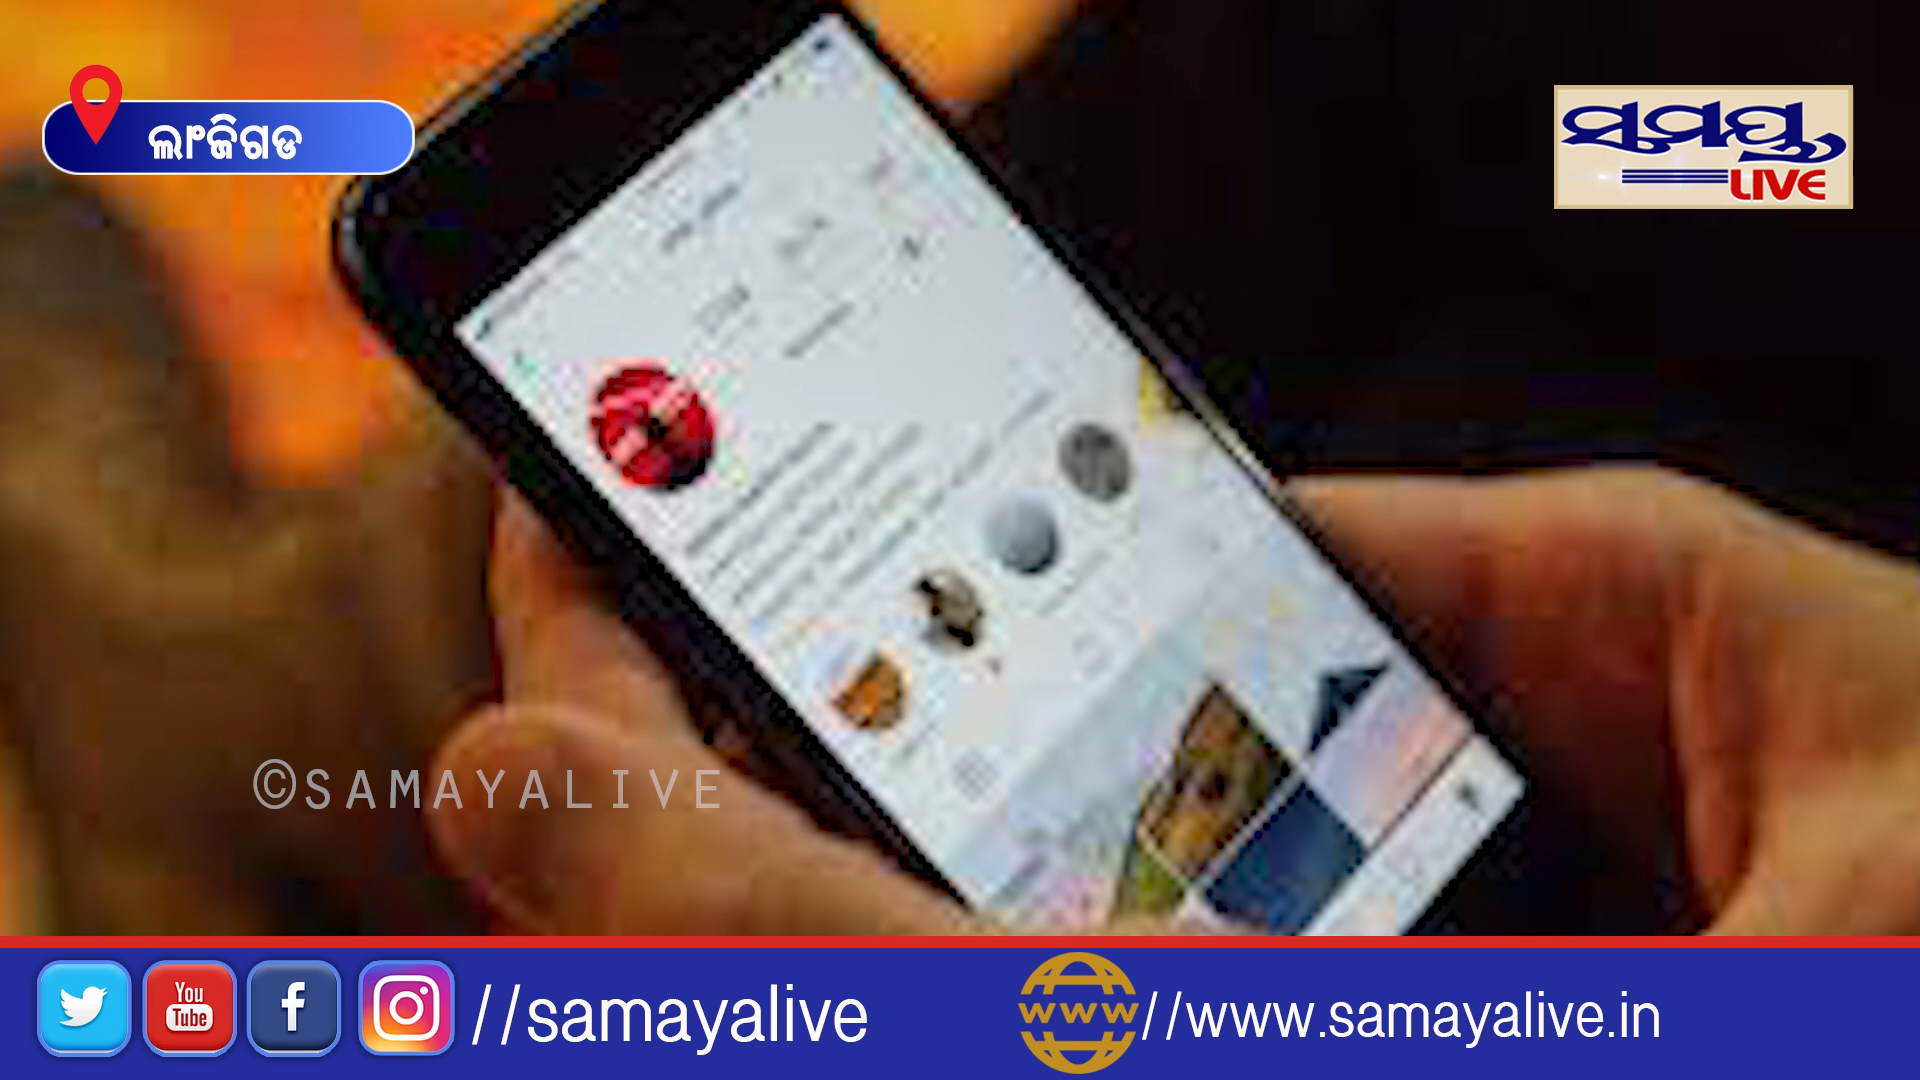 ଲାଂଜିଗଡ
ସମୟ
LIVE
©SAMAYALIVE
You
Tube
f
//samayalive
www
//www.samayalive.in